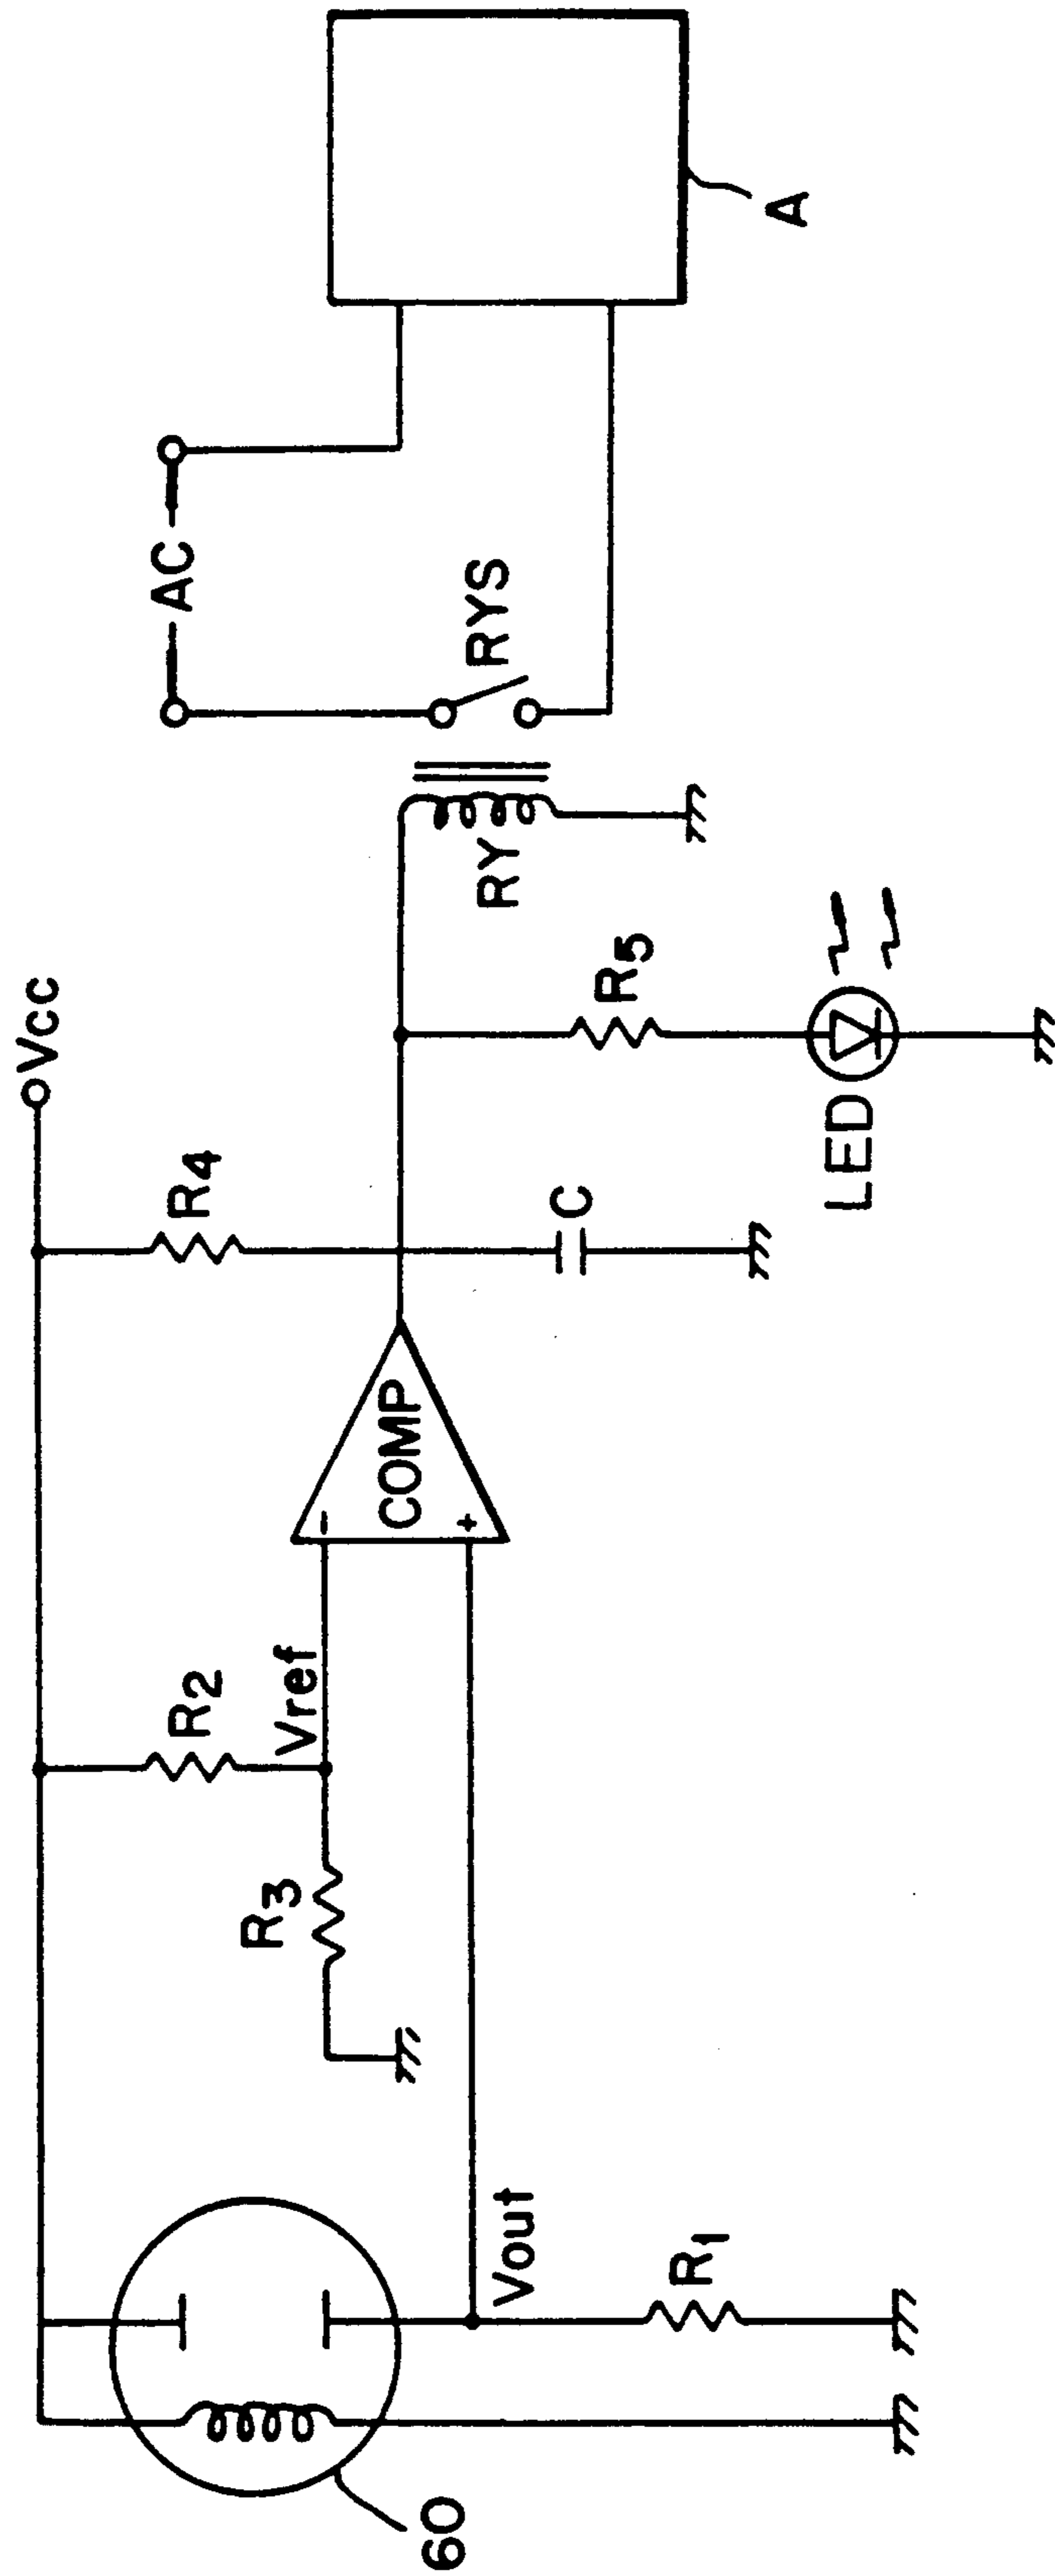 Vcc
AC
R2
R4
Vref
R3
-
+
COMP
RYS
RY
A
60
Vout
R1
C
R5
LED